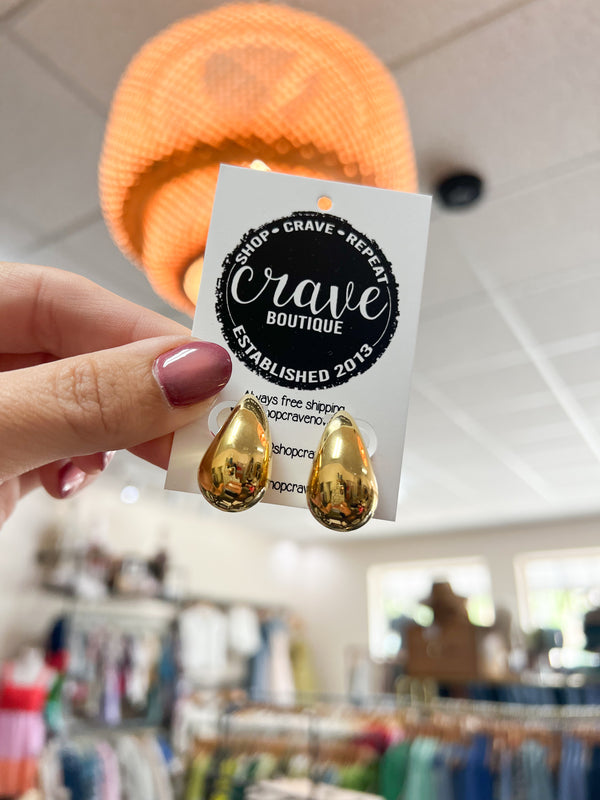 SHOP • CRAVE • REPEAT
Crave
BOUTIQUE
ESTABLISHED 2013
Always free shipping